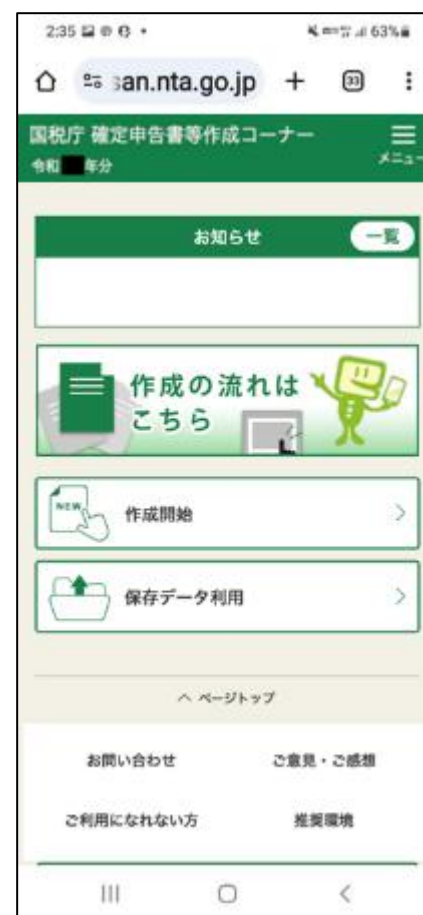 2:35
63%
san.nta.go.jp
33
国税庁 確定申告書等作成コーナー
令和 年分
メニュー
お知らせ
一覧
作成の流れは
こちら
NEW
作成開始
保存データ利用
ページトップ
お問い合わせ
ご意見・ご感想
ご利用になれない方
推奨環境